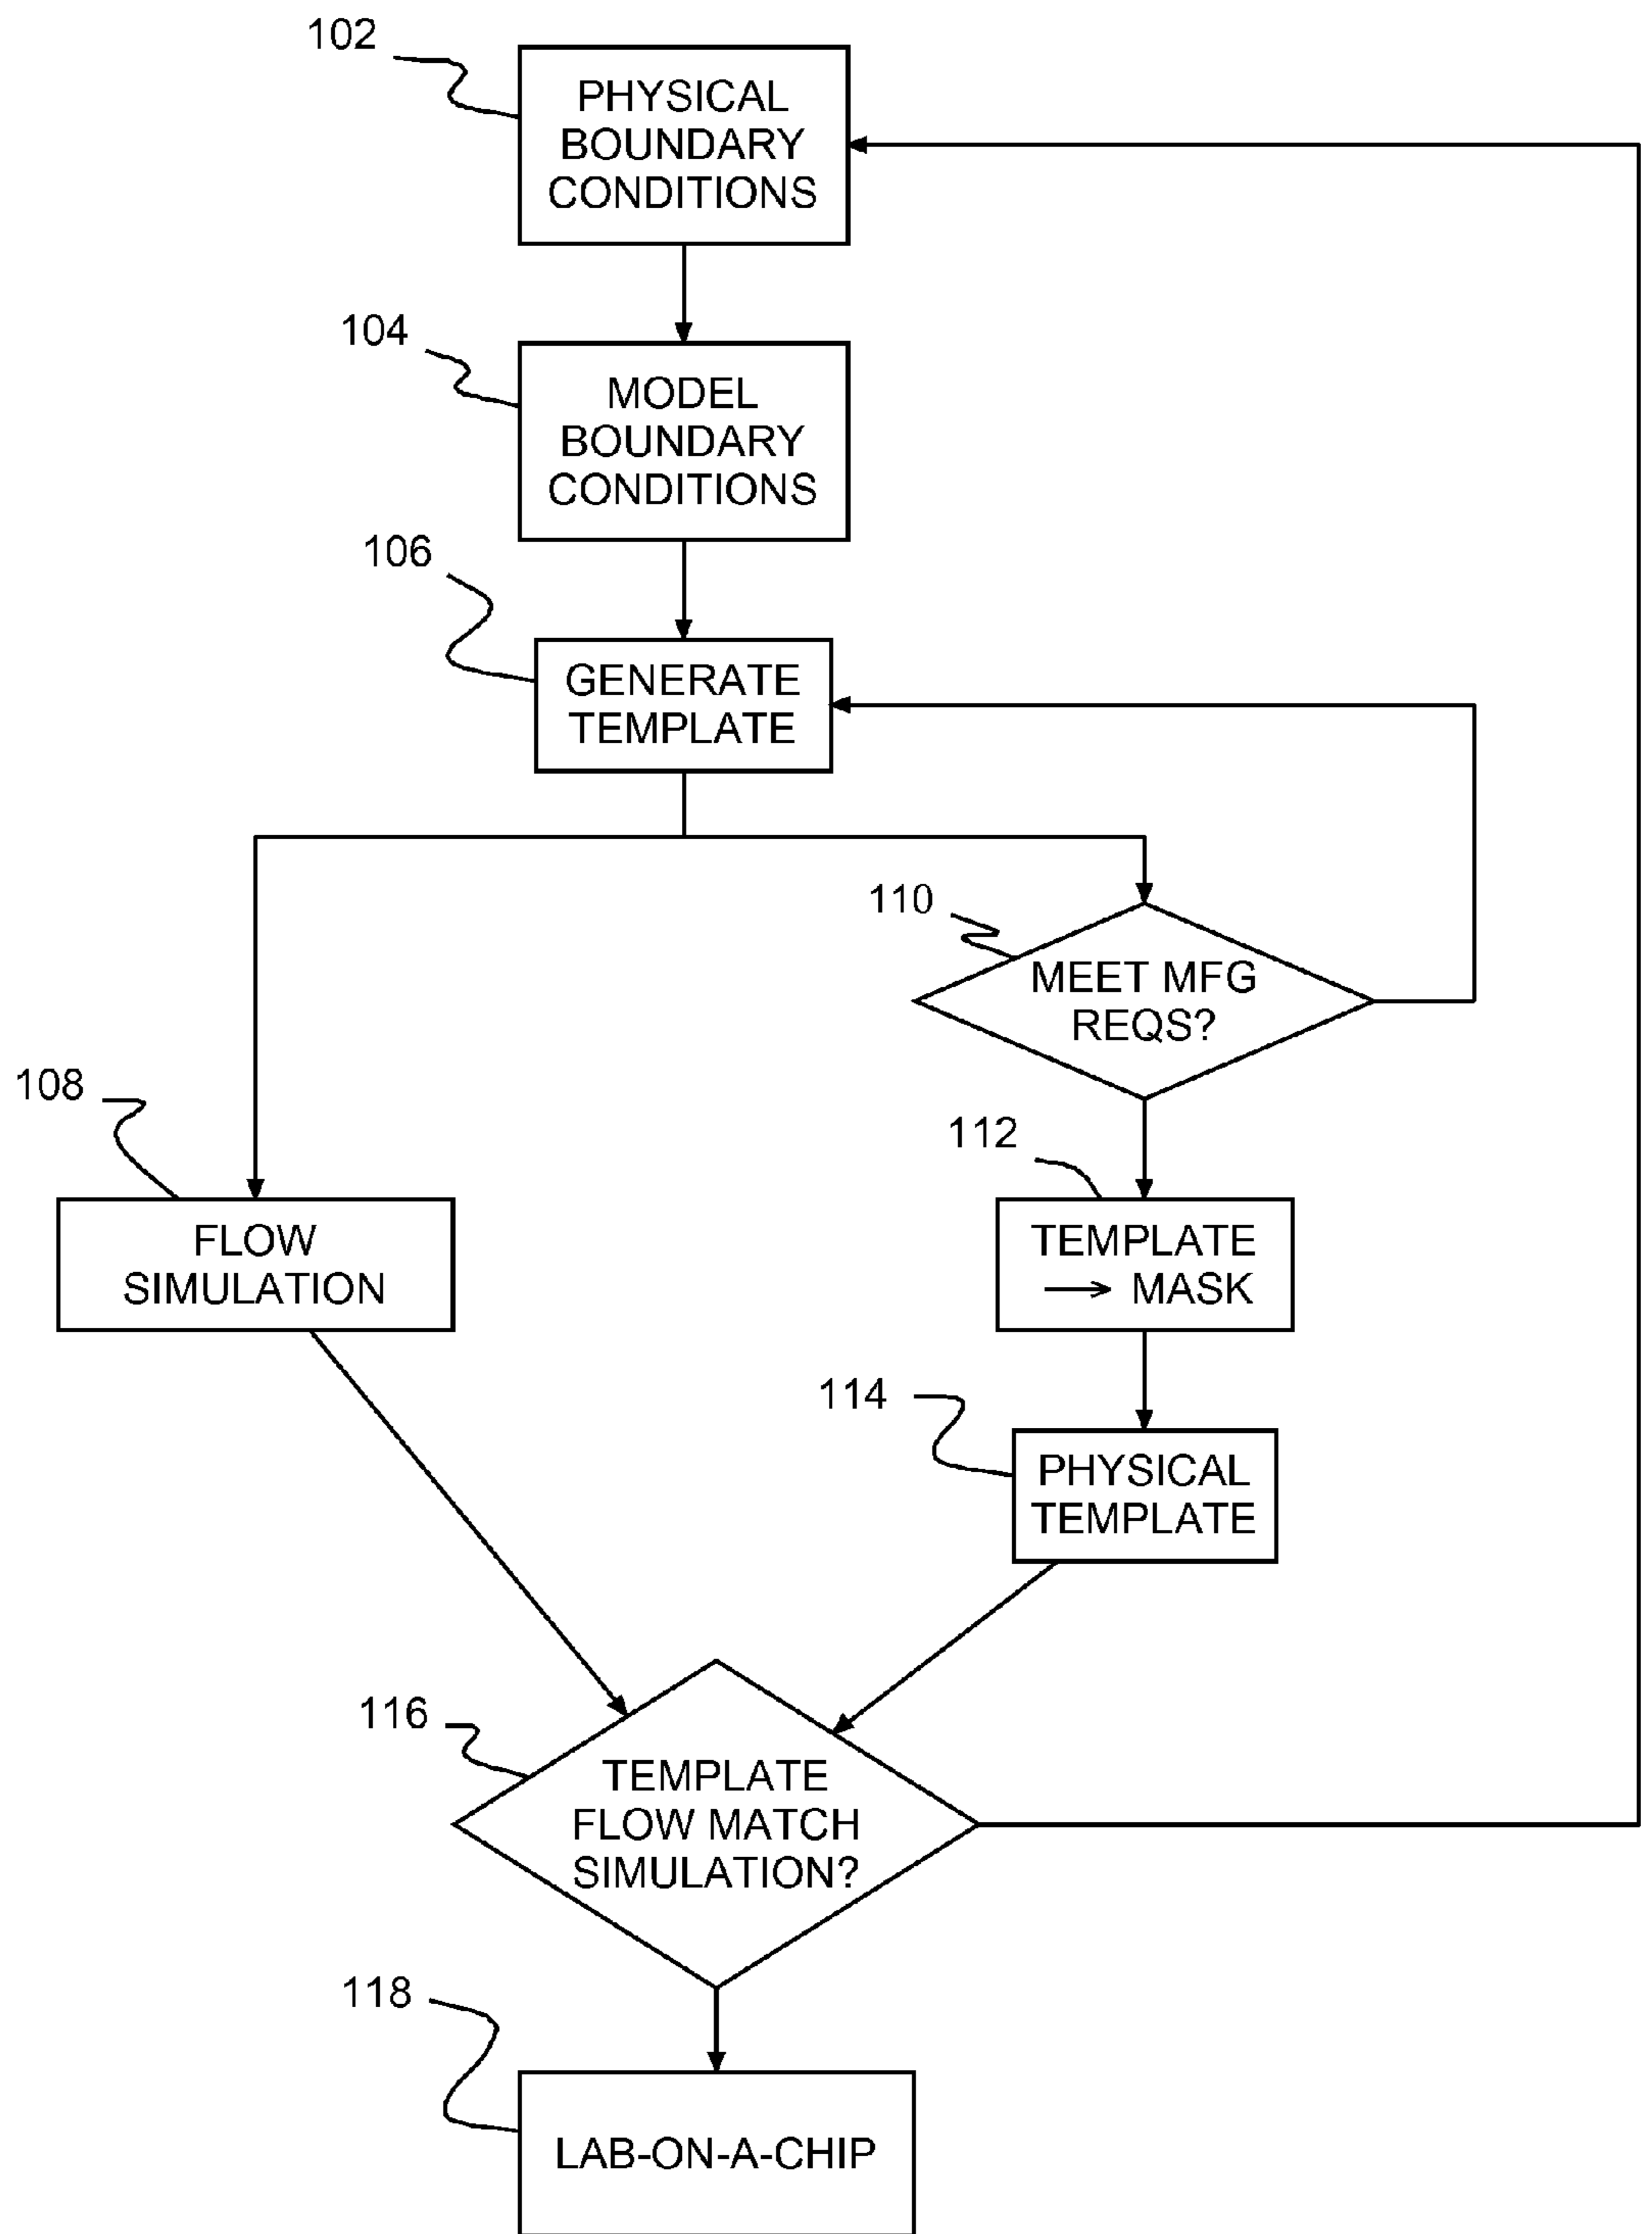 102
PHYSICAL
BOUNDARY
CONDITIONS
104
MODEL
BOUNDARY
CONDITIONS
106
GENERATE
TEMPLATE
110
MEET MFG
REQS?
108
FLOW
SIMULATION
112
TEMPLATE
→ MASK
114
PHYSICAL
TEMPLATE
116
TEMPLATE
FLOW MATCH
SIMULATION?
118
LAB-ON-A-CHIP